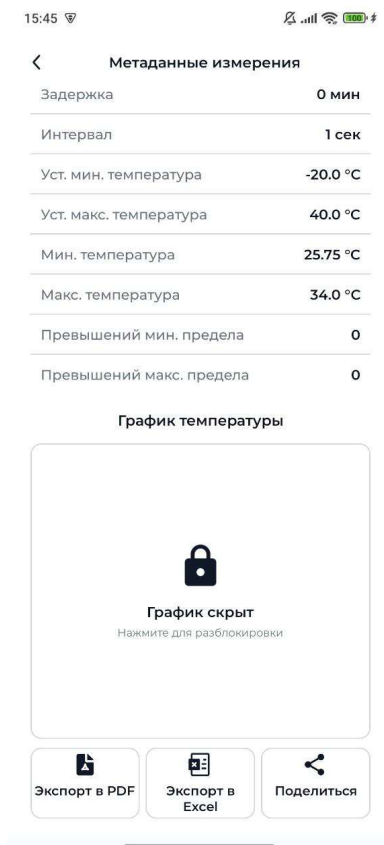 15:45
100
Метаданные измерения
Задержка 0 мин
Интервал 1 сек
Уст. мин. температура -20.0 °C
Уст. макс. температура 40.0 °C
Мин. температура 25.75 °C
Макс. температура 34.0 °C
Превышений мин. предела 0
Превышений макс. предела 0
График температуры
График скрыт
Нажмите для разблокировки
Экспорт в PDF
Экспорт в
Excel
Поделиться